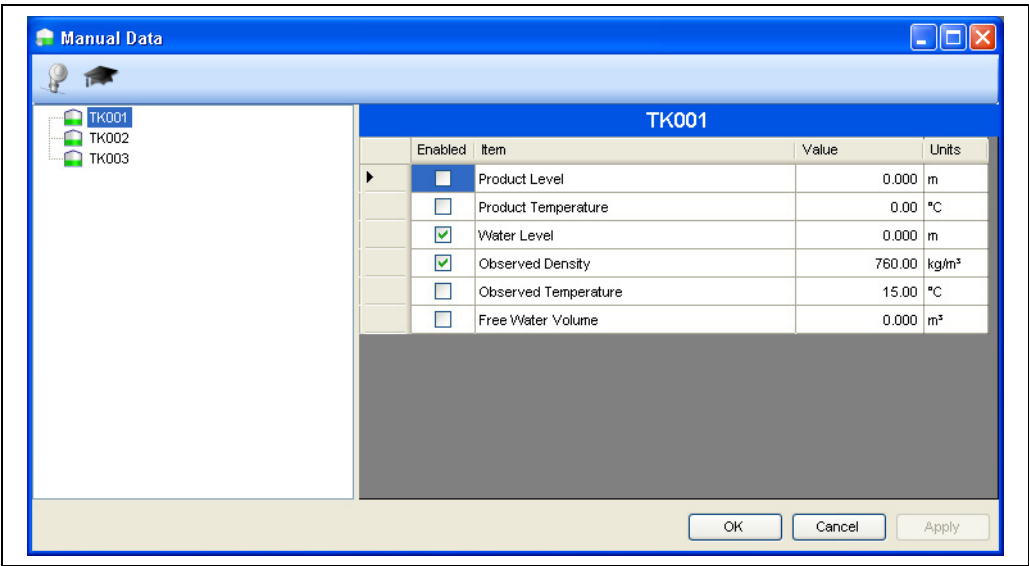 Manual Data
TK001
TK002
TK003
TK001
Enabled Item Value Units
Product Level 0.000 m
Product Temperature 0.00 °C
Water Level 0.000 m
Observed Density 760.00 kg/m³
Observed Temperature 15.00 °C
Free Water Volume 0.000 m³
OK Cancel Apply